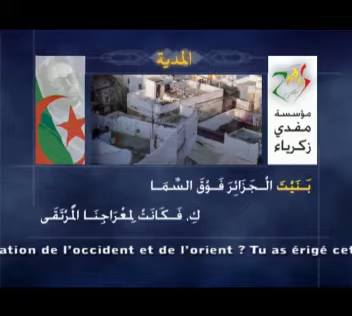 المدية
مؤسسة
مفدي
زكرياء
بَنَيْتَ الْجَزَائِرَ فَوْقَ السِّمَا
كِ، فَكَانَتْ لِمَعْرَاجِنَا الْمُرْتَقَى
ation de l'occident et de l'orient ? Tu as érigé cet